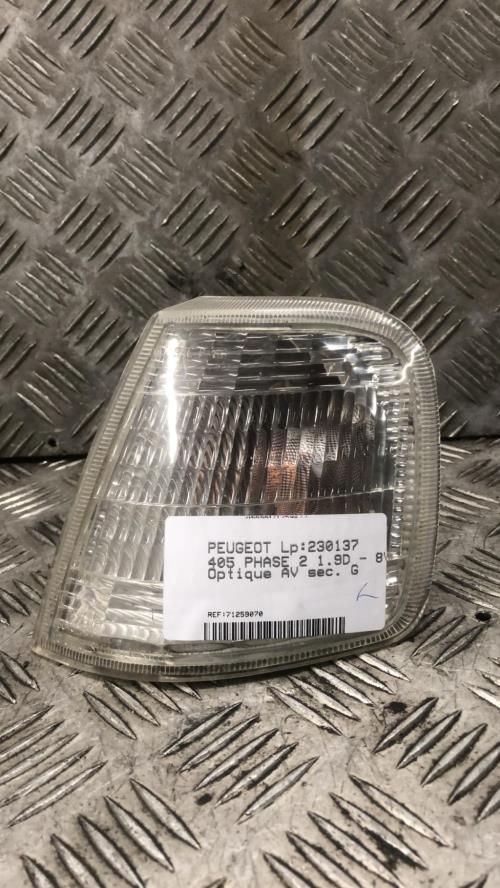 PEUGEOT Lp:230137
405 PHASE 2 1.9D - 8V
Optique AV sec. G
REF:71259070